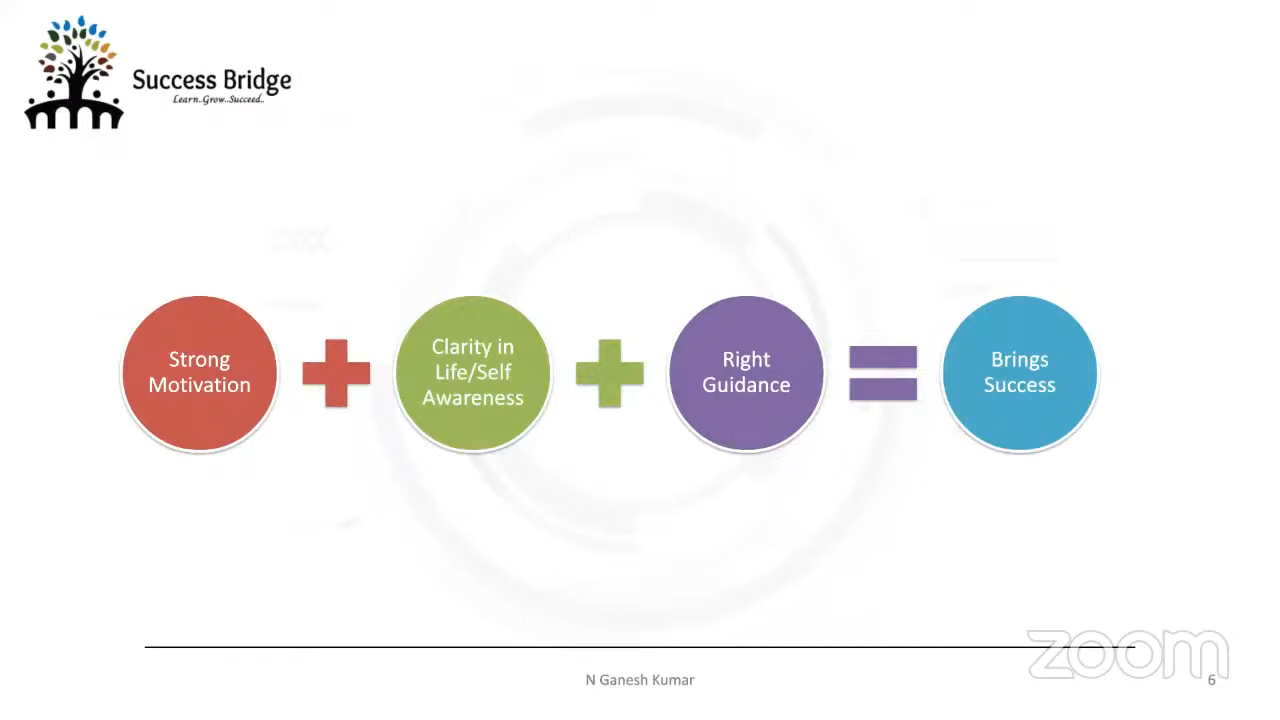 Success Bridge
Learn..Grow..Succeed..
Strong
Motivation
Clarity in
Life/Self
Awareness
Right
Guidance
Brings
Success
zoom
N Ganesh Kumar
6